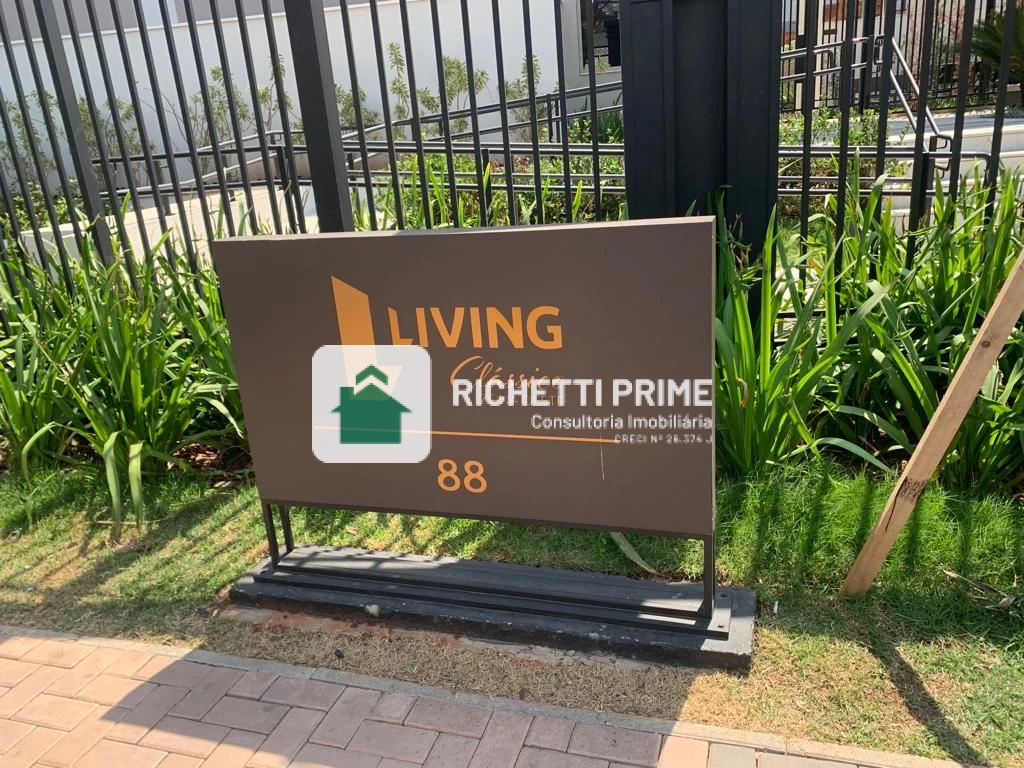 LIVING
Clássico
RICHETTI PRIME
Consultoria Imobiliária
CRECI Nº 26.374 J
88